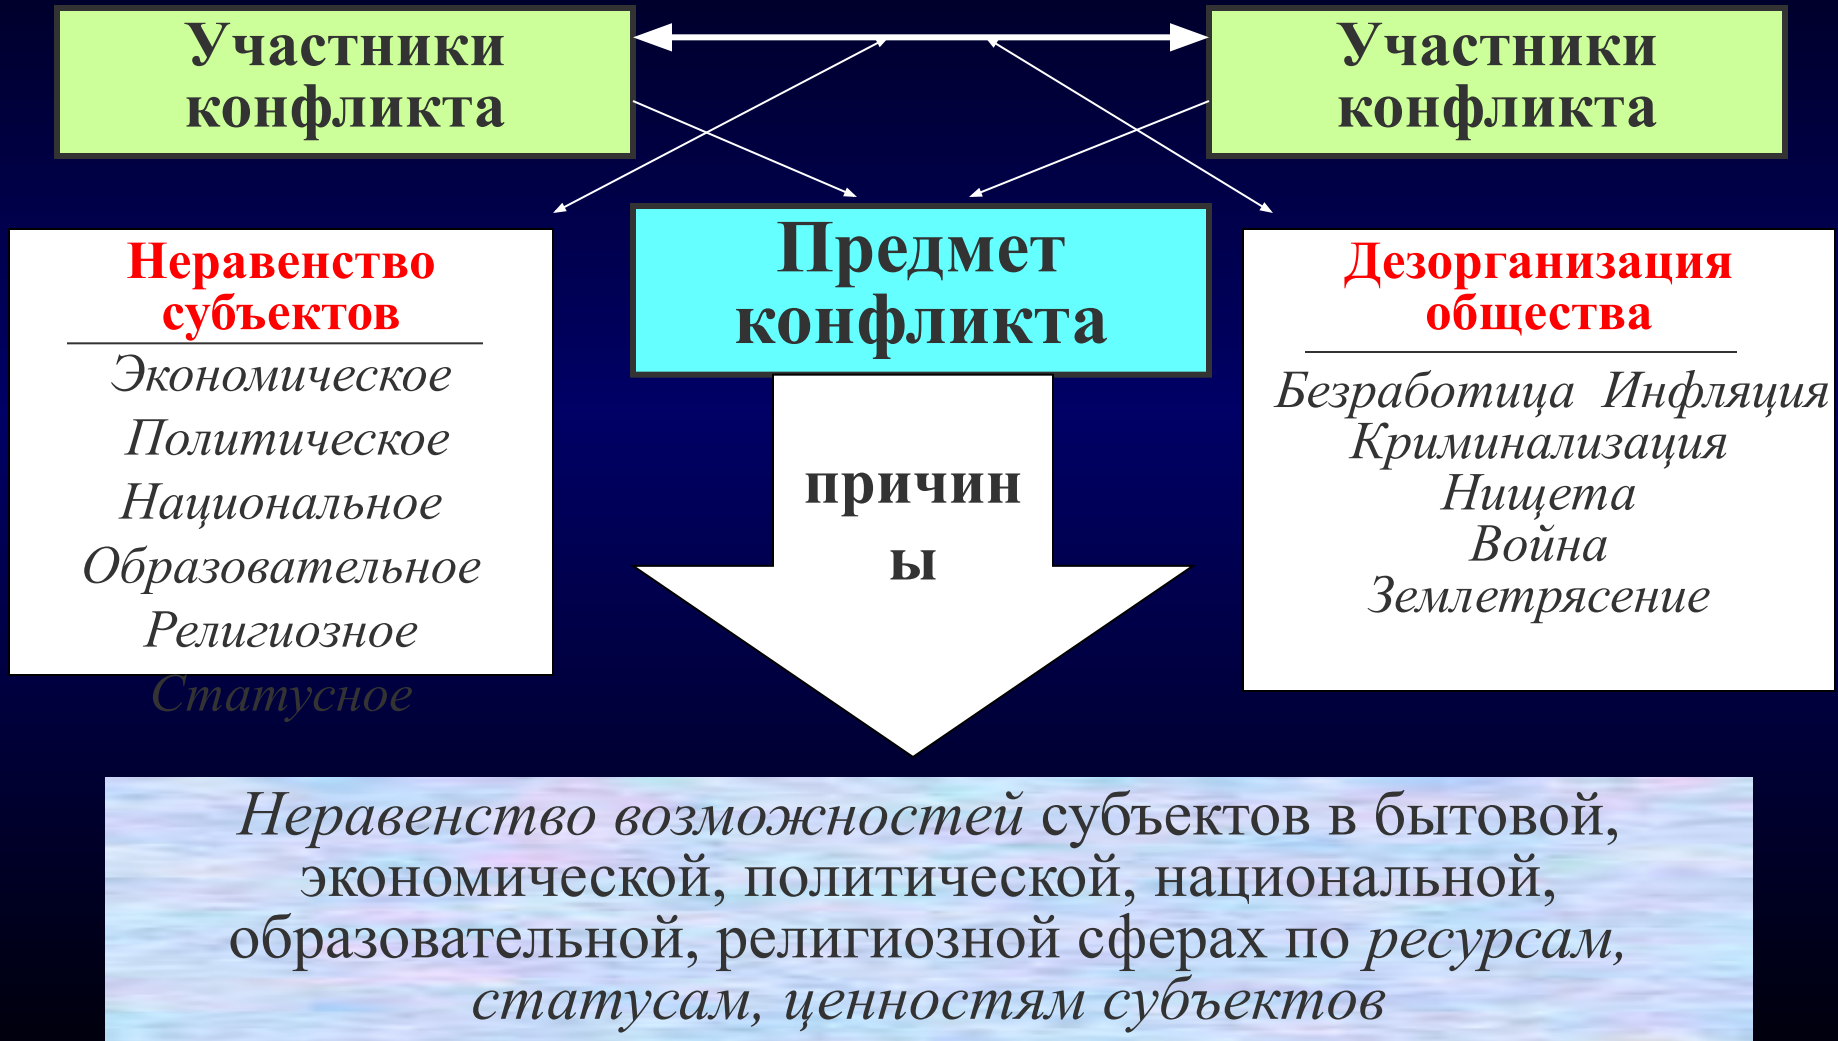 Участники
конфликта
Участники
конфликта
Неравенство
субъектов
Экономическое
Политическое
Национальное
Образовательное
Религиозное
Статусное
Предмет
конфликта
причин
ы
Дезорганизация
общества
Безработица Инфляция
Криминализация
Нищета
Война
Землетрясение
Неравенство возможностей субъектов в бытовой,
экономической, политической, национальной,
образовательной, религиозной сферах по ресурсам,
статусам, ценностям субъектов